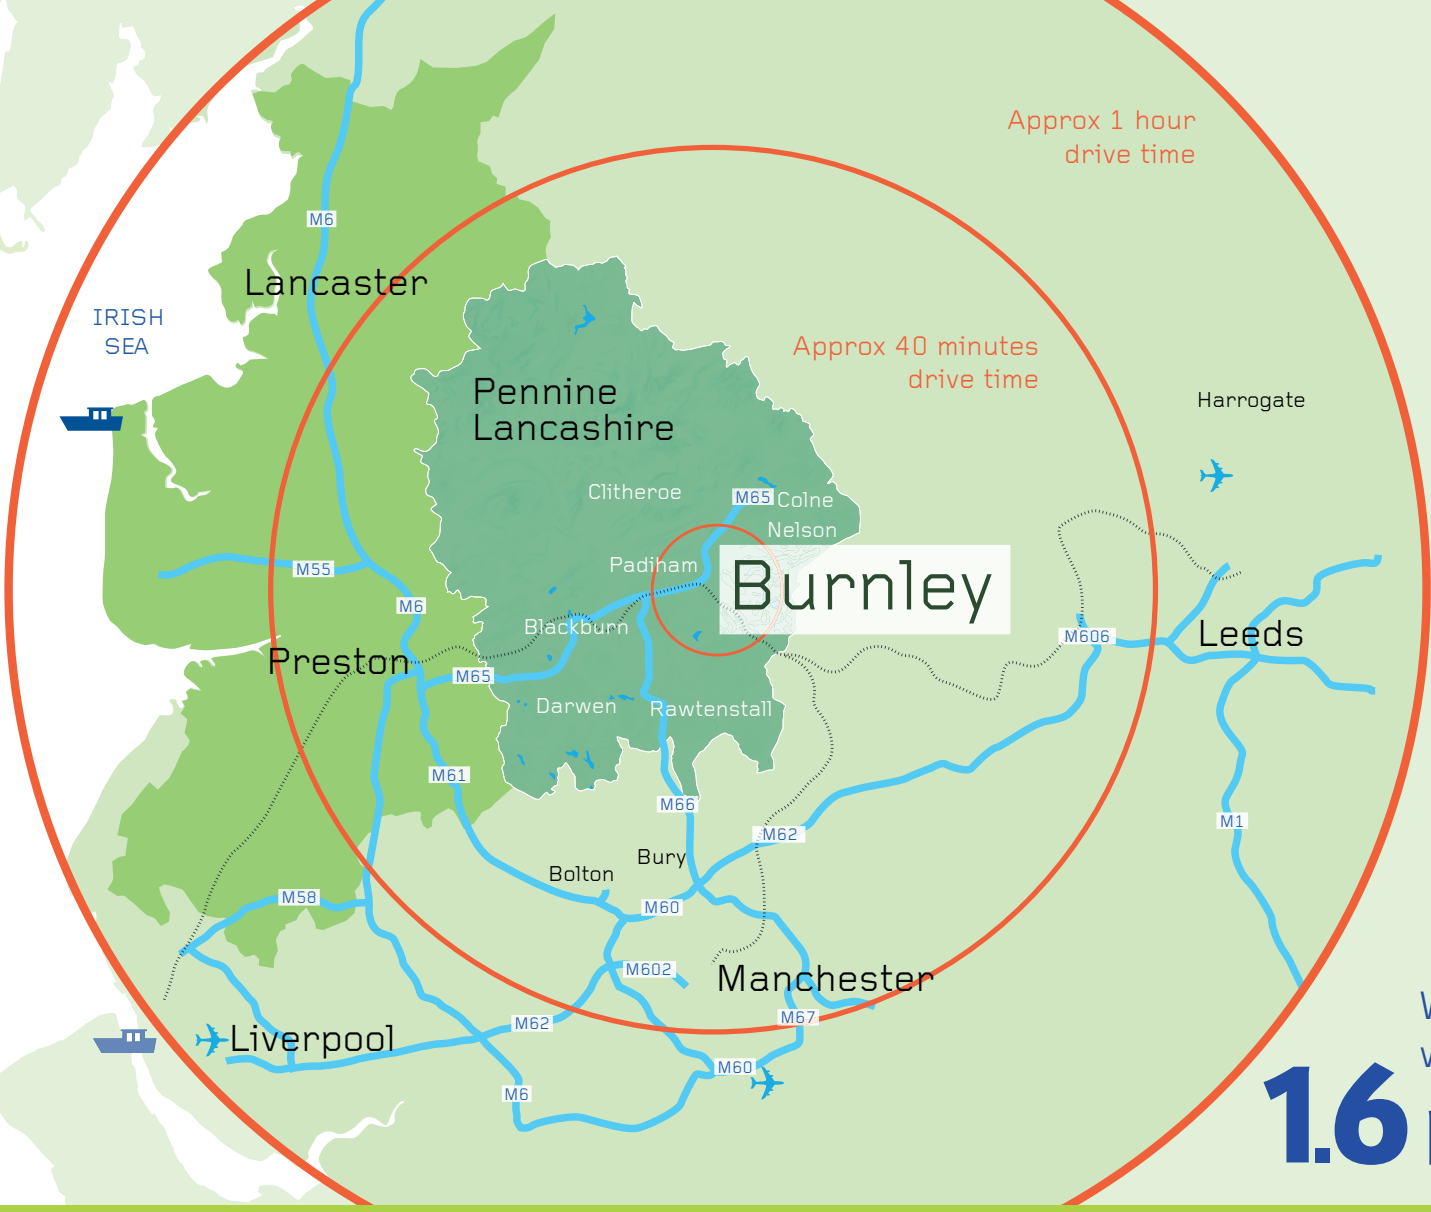 Approx 1 hour
drive time
M6
Lancaster
IRISH
SEA
Approx 40 minutes
drive time
Pennine
Lancashire
Harrogate
Clitheroe
M65
Colne
Nelson
Padiham
Burnley
M55
M6
Blackburn
M606
Leeds
Preston
M65
Darwen
Rawtenstall
M61
M66
M1
M62
Bury
Bolton
M58
M60
M602
Manchester
M62
M67
Liverpool
M60
M6
1.6